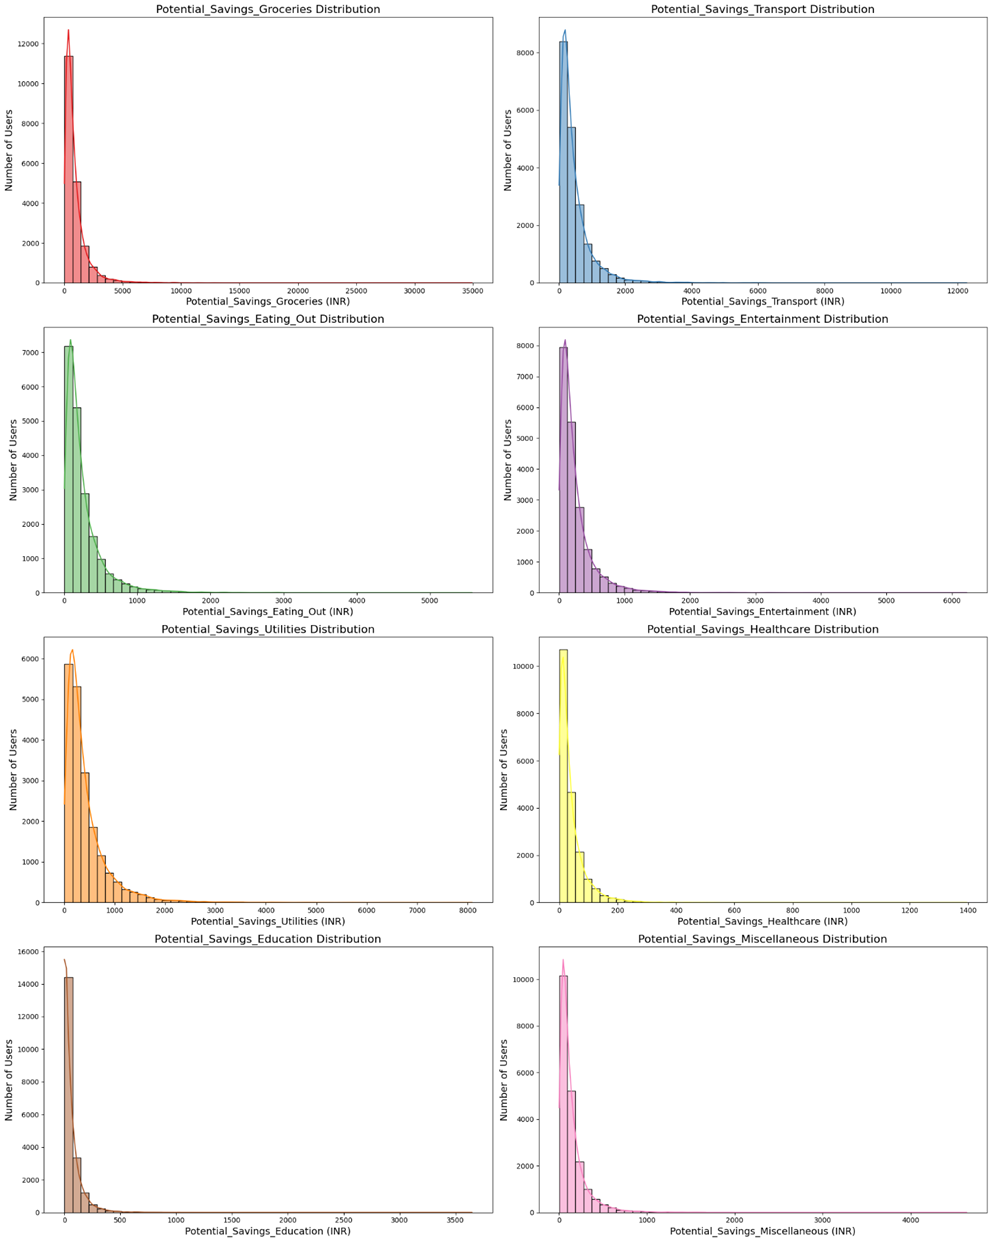 Potential_Savings_Groceries Distribution
Number of Users
12000
10000
8000
6000
4000
2000
0
0 5000 10000 15000 20000 25000 30000 35000
Potential_Savings_Groceries (INR)
Potential_Savings_Transport Distribution
Number of Users
8000
6000
4000
2000
0
0 2000 4000 6000 8000 10000 12000
Potential_Savings_Transport (INR)
Potential_Savings_Eating_Out Distribution
Number of Users
7000
6000
5000
4000
3000
2000
1000
0
0 1000 2000 3000 4000 5000
Potential_Savings_Eating_Out (INR)
Potential_Savings_Entertainment Distribution
Number of Users
8000
7000
6000
5000
4000
3000
2000
1000
0
0 1000 2000 3000 4000 5000 6000
Potential_Savings_Entertainment (INR)
Potential_Savings_Utilities Distribution
Number of Users
6000
5000
4000
3000
2000
1000
0
0 1000 2000 3000 4000 5000 6000 7000 8000
Potential_Savings_Utilities (INR)
Potential_Savings_Healthcare Distribution
Number of Users
10000
8000
6000
4000
2000
0
0 200 400 600 800 1000 1200 1400
Potential_Savings_Healthcare (INR)
Potential_Savings_Education Distribution
Number of Users
16000
14000
12000
10000
8000
6000
4000
2000
0
0 500 1000 1500 2000 2500 3000 3500
Potential_Savings_Education (INR)
Potential_Savings_Miscellaneous Distribution
Number of Users
10000
8000
6000
4000
2000
0
0 1000 2000 3000 4000
Potential_Savings_Miscellaneous (INR)